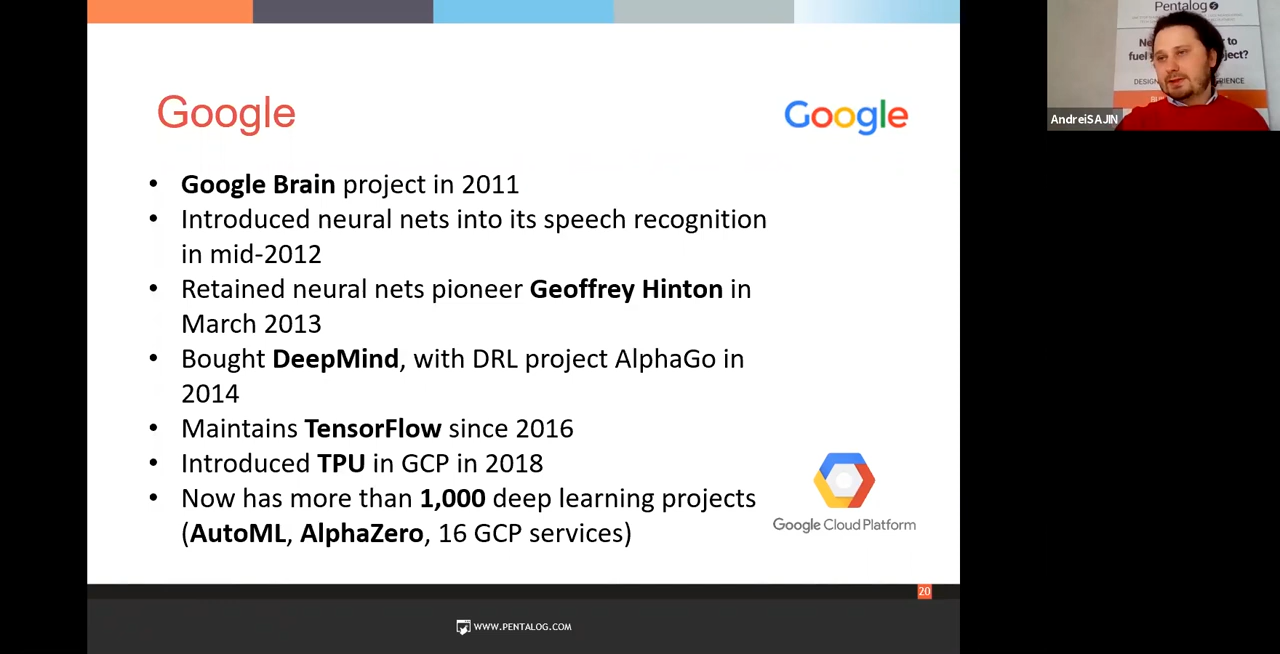 Google
Google
• Google Brain project in 2011
• Introduced neural nets into its speech recognition
in mid-2012
• Retained neural nets pioneer Geoffrey Hinton in
March 2013
• Bought DeepMind, with DRL project AlphaGo in
2014
• Maintains TensorFlow since 2016
• Introduced TPU in GCP in 2018
• Now has more than 1,000 deep learning projects
(AutoML, AlphaZero, 16 GCP services)
Google Cloud Platform
20
WWW.PENTALOG.COM
Pentalog
to
fuel
DESIGN
AndreiSAJIN